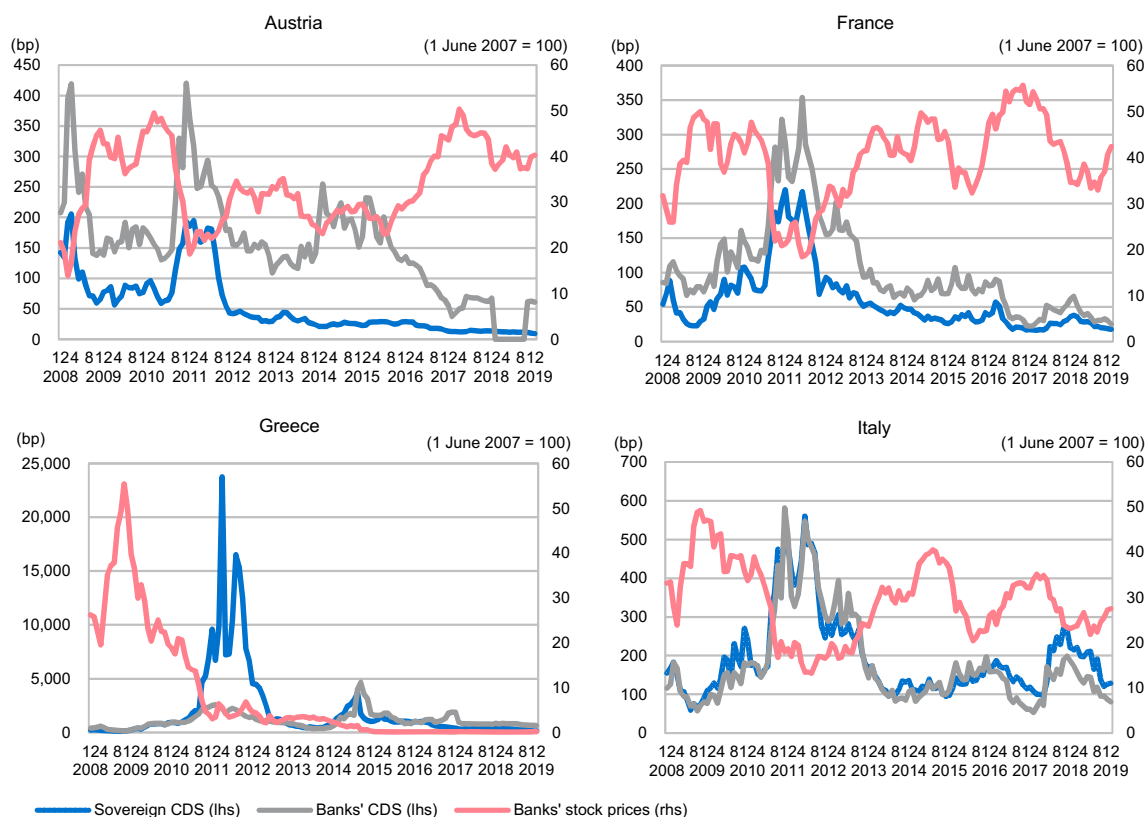 Austria
(bp)
(1 June 2007 = 100)
450
400
350
300
250
200
150
100
50
0
60
50
40
30
20
10
0
124 8124 8124 8124 8124 8124 8124 8124 8124 8124 8124 812
2008 2009 2010 2011 2012 2013 2014 2015 2016 2017 2018 2019
France
(bp)
(1 June 2007 = 100)
400
350
300
250
200
150
100
50
0
60
50
40
30
20
10
0
124 8124 8124 8124 8124 8124 8124 8124 8124 8124 8124 812
2008 2009 2010 2011 2012 2013 2014 2015 2016 2017 2018 2019
Greece
(bp)
(1 June 2007 = 100)
25,000
20,000
15,000
10,000
5,000
0
60
50
40
30
20
10
0
124 8124 8124 8124 8124 8124 8124 8124 8124 8124 8124 812
2008 2009 2010 2011 2012 2013 2014 2015 2016 2017 2018 2019
Italy
(bp)
(1 June 2007 = 100)
700
600
500
400
300
200
100
0
60
50
40
30
20
10
0
124 8124 8124 8124 8124 8124 8124 8124 8124 8124 8124 812
2008 2009 2010 2011 2012 2013 2014 2015 2016 2017 2018 2019
Sovereign CDS (lhs) Banks' CDS (lhs) Banks' stock prices (rhs)